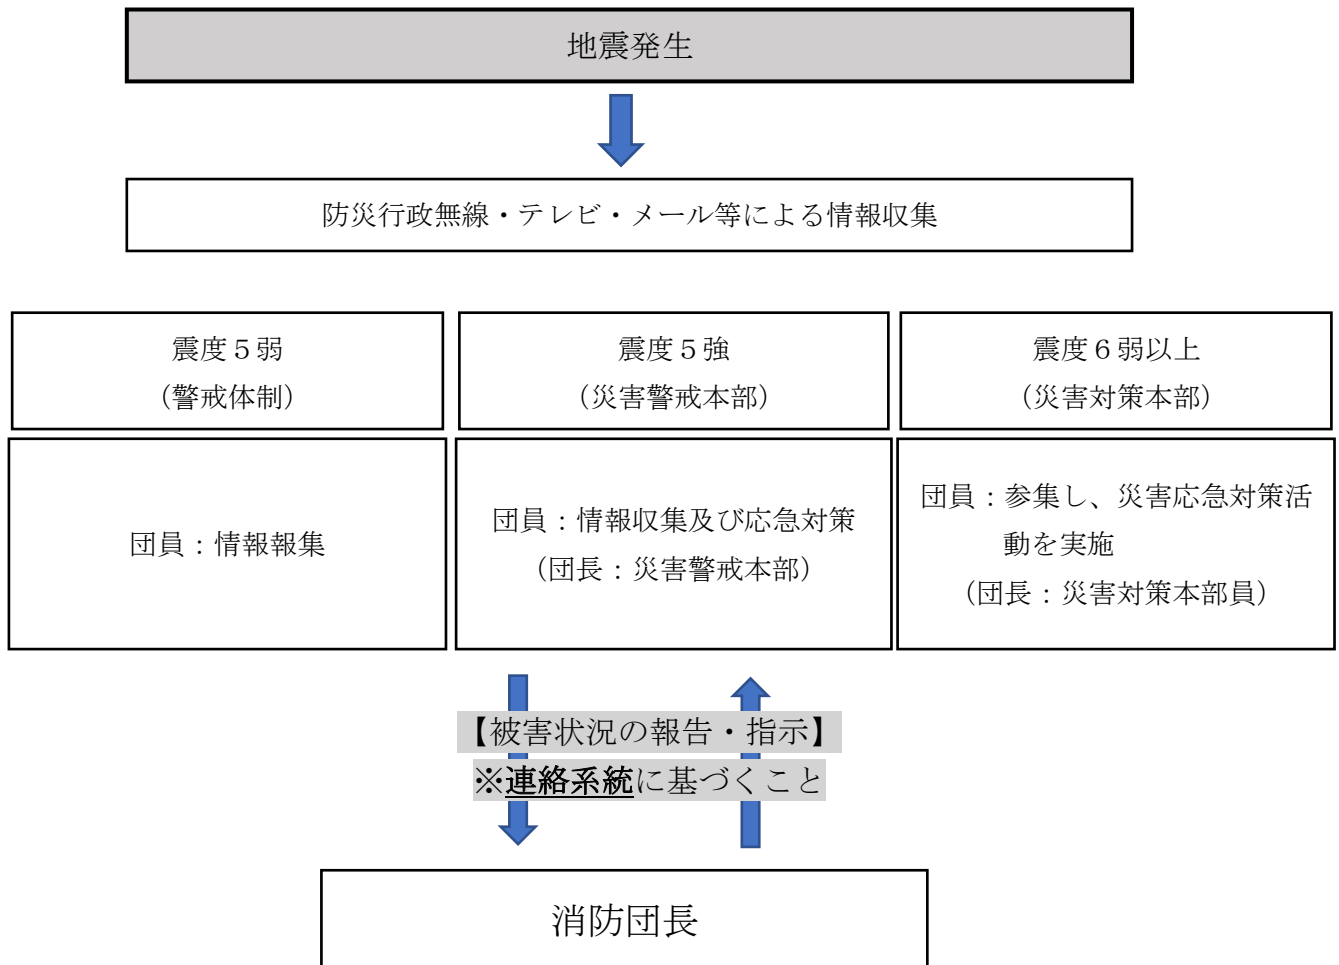 地震発生
防災行政無線・テレビ・メール等による情報収集
震度５弱
（警戒体制）
震度５強
（災害警戒本部）
震度６弱以上
（災害対策本部）
団員：情報報集
団員：情報収集及び応急対策
（団長：災害警戒本部）
団員：参集し、災害応急対策活
動を実施
（団長：災害対策本部員）
【被害状況の報告・指示】
※連絡系統に基づくこと
消防団長